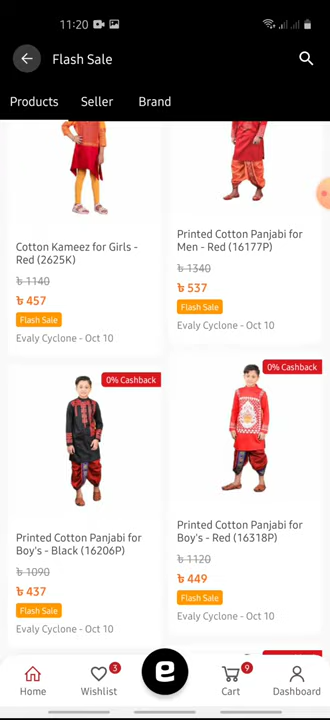 11:20
Flash Sale
Products
Seller
Brand
Cotton Kameez for Girls -
Red (2625K)
৳ 1140
৳ 457
Flash Sale
Evaly Cyclone - Oct 10
Printed Cotton Panjabi for
Men - Red (16177P)
৳ 1340
৳ 537
Flash Sale
Evaly Cyclone - Oct 10
0% Cashback
Printed Cotton Panjabi for
Boy's - Black (16206P)
৳ 1090
৳ 437
Flash Sale
Evaly Cyclone - Oct 10
0% Cashback
Printed Cotton Panjabi for
Boy's - Red (16318P)
৳ 1120
৳ 449
Flash Sale
Evaly Cyclone - Oct 10
Home
3
Wishlist
e
9
Cart
Dashboard